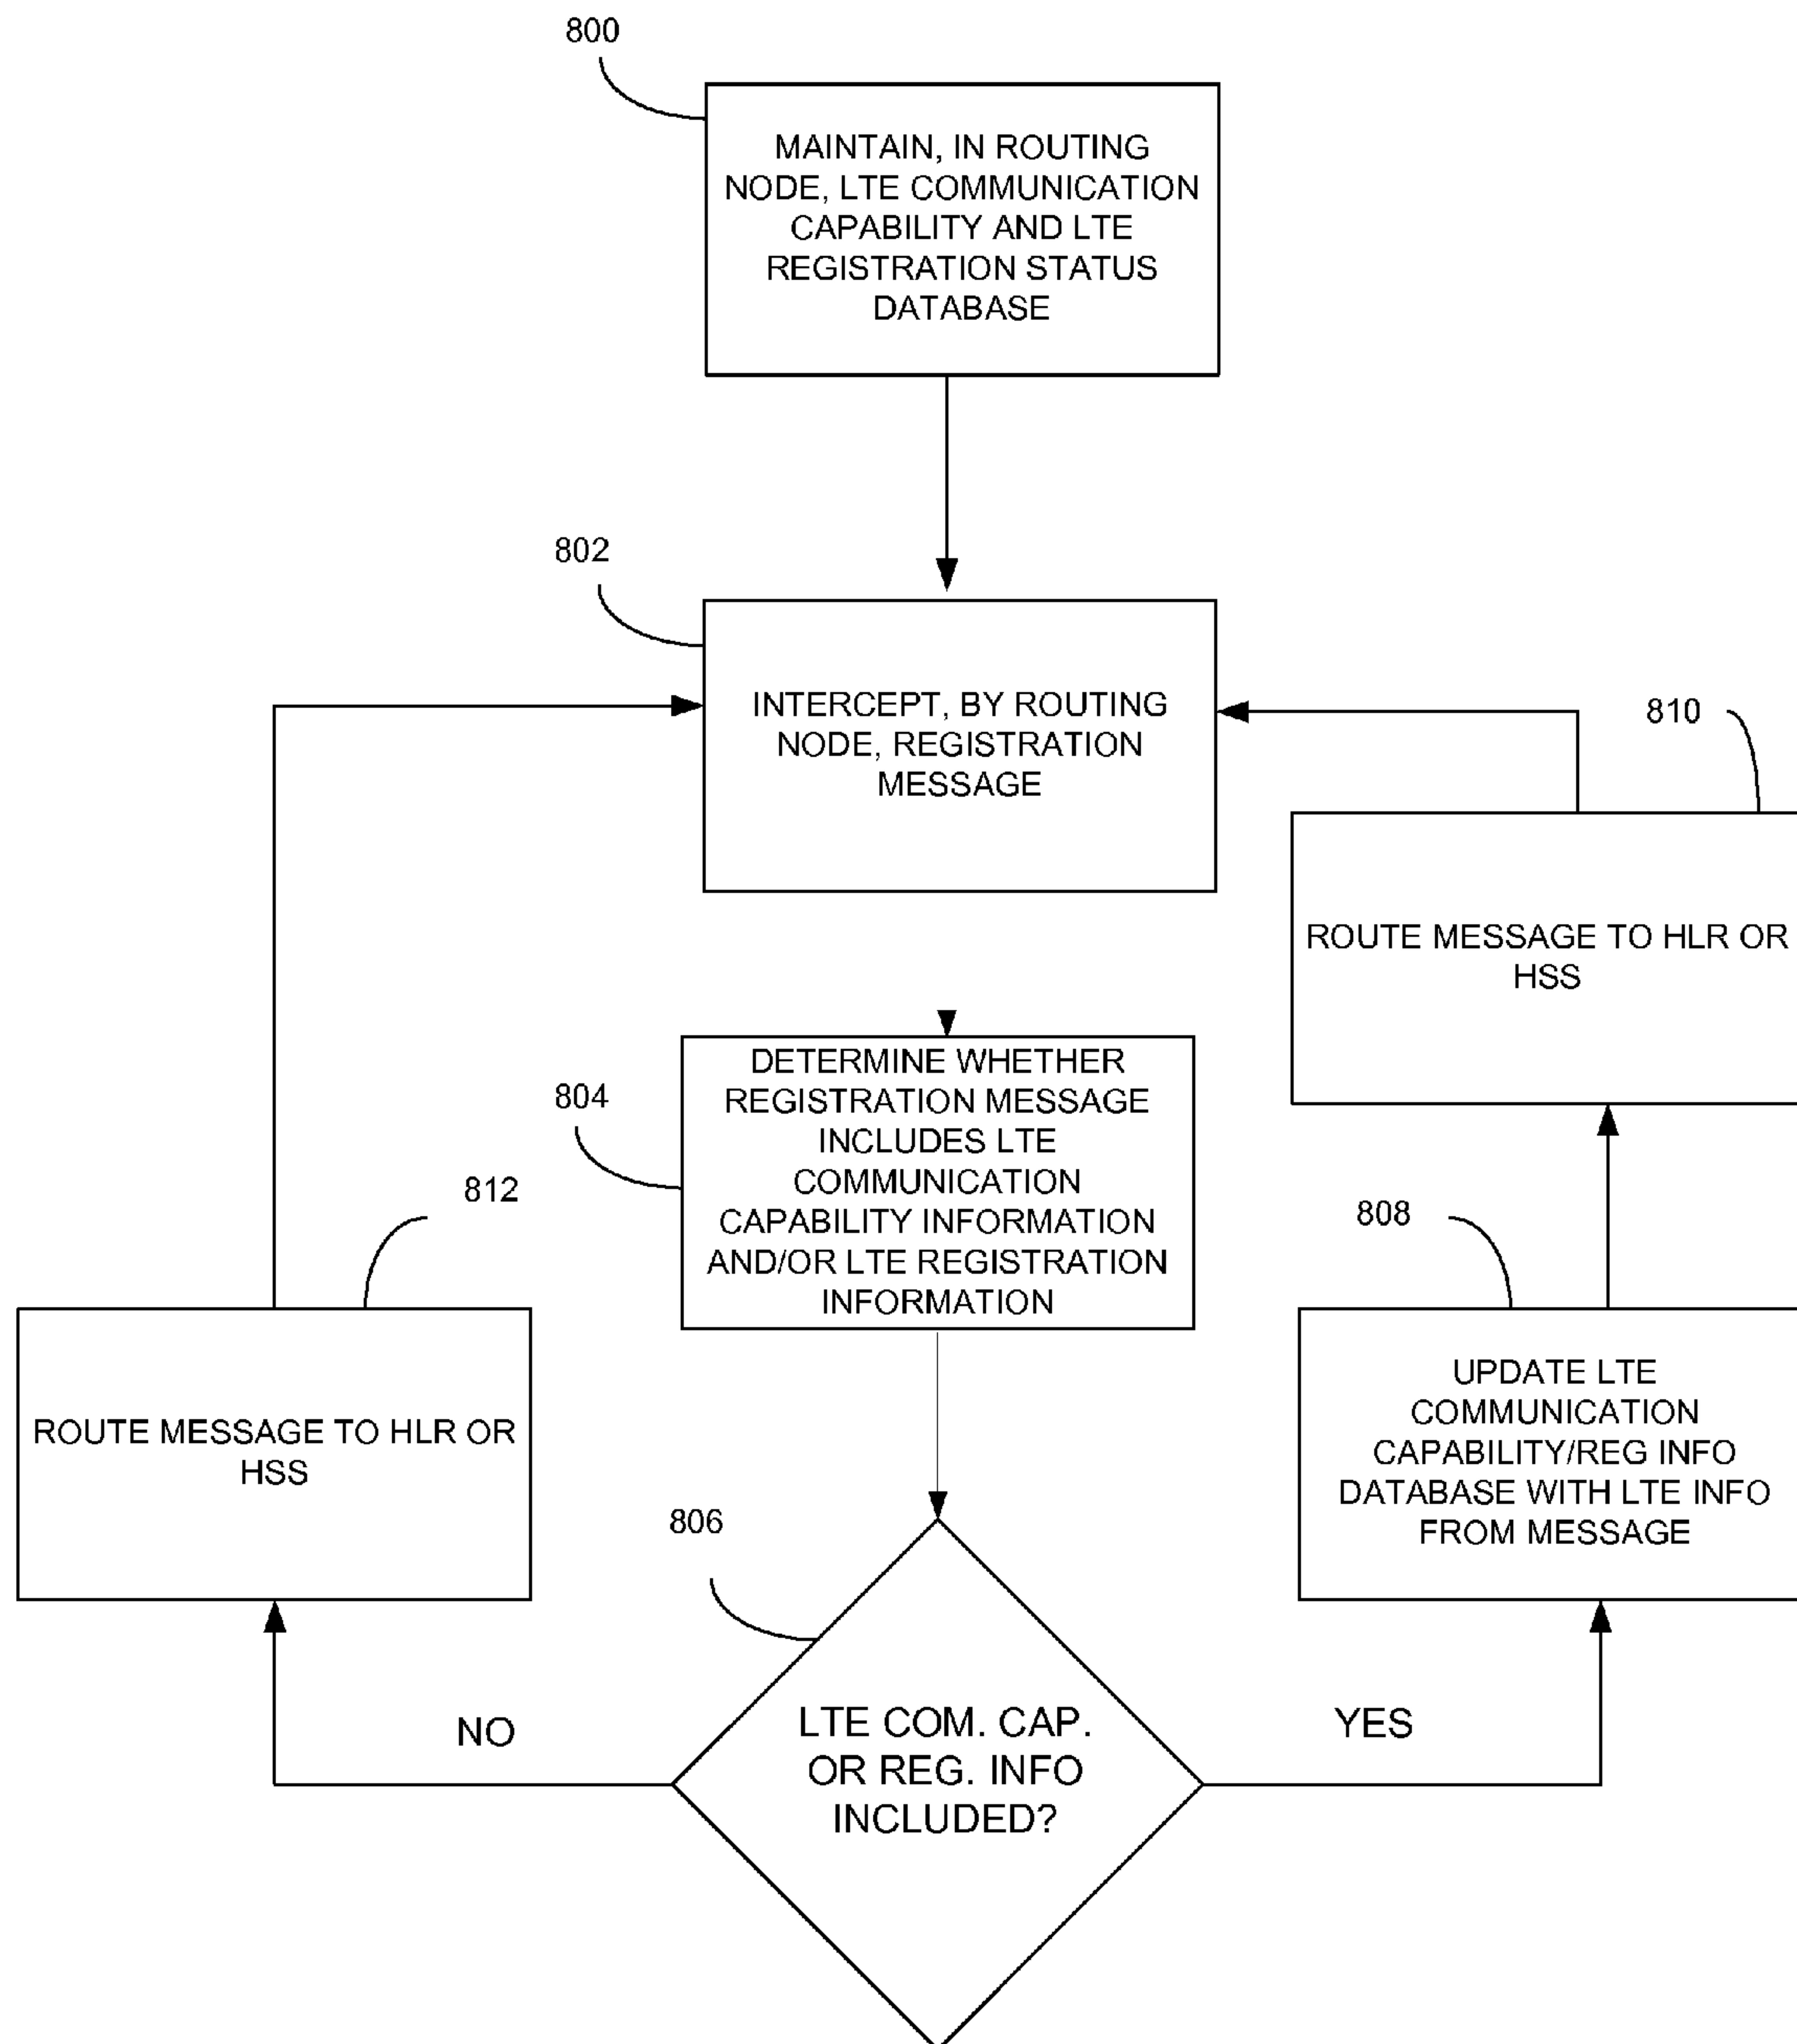 800
MAINTAIN, IN ROUTING
NODE, LTE COMMUNICATION
CAPABILITY AND LTE
REGISTRATION STATUS
DATABASE
802
INTERCEPT, BY ROUTING
NODE, REGISTRATION
MESSAGE
810
ROUTE MESSAGE TO HLR OR
HSS
804
DETERMINE WHETHER
REGISTRATION MESSAGE
INCLUDES LTE
COMMUNICATION
CAPABILITY INFORMATION
AND/OR LTE REGISTRATION
INFORMATION
812
ROUTE MESSAGE TO HLR OR
HSS
808
UPDATE LTE
COMMUNICATION
CAPABILITY/REG INFO
DATABASE WITH LTE INFO
FROM MESSAGE
806
LTE COM. CAP.
OR REG. INFO
INCLUDED?
NO
YES